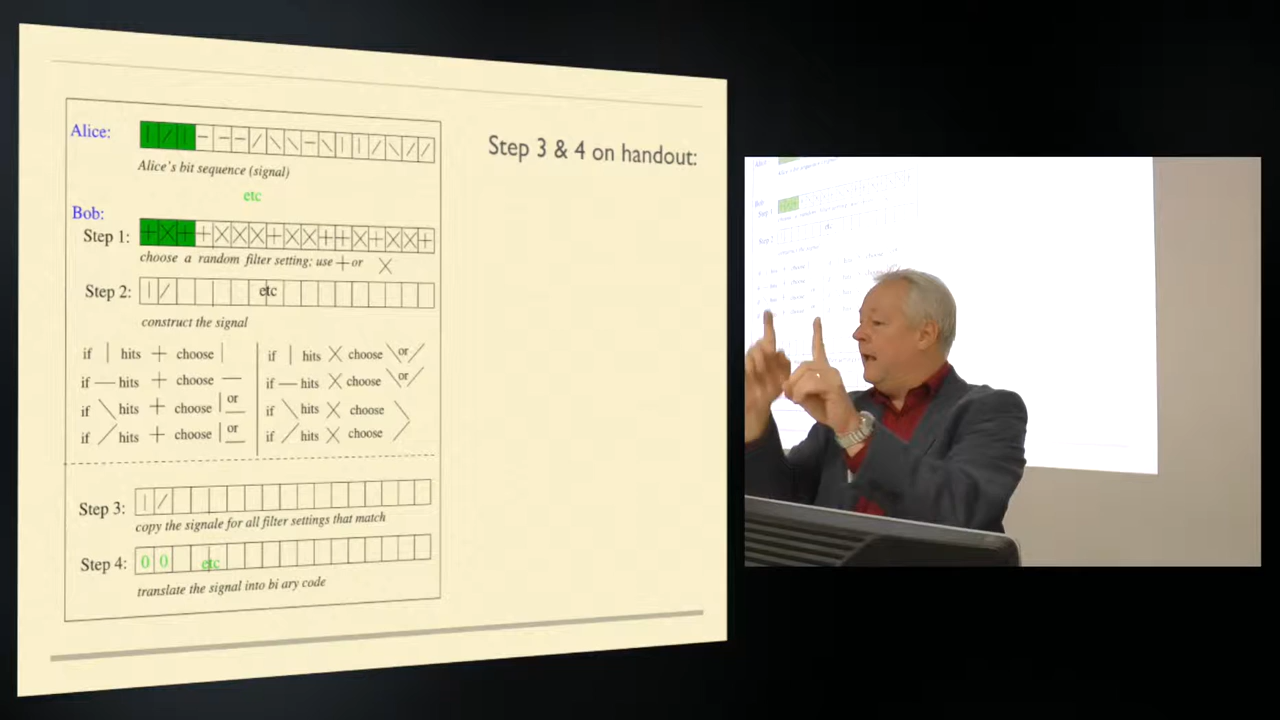 Step 3 & 4 on handout:
Alice:
Alice's bit sequence (signal)
etc
Bob:
Step 1:
choose a random filter setting; use + or X
Step 2: | / etc
construct the signal
if | hits + choose |
if — hits + choose —
if \ hits + choose | or —
if / hits + choose | or —
if | hits X choose \ or /
if — hits X choose \ or /
if \ hits X choose \
if / hits X choose /
Step 3: | /
copy the signale for all filter settings that match
Step 4: 0 0 etc
translate the signal into bi ary code